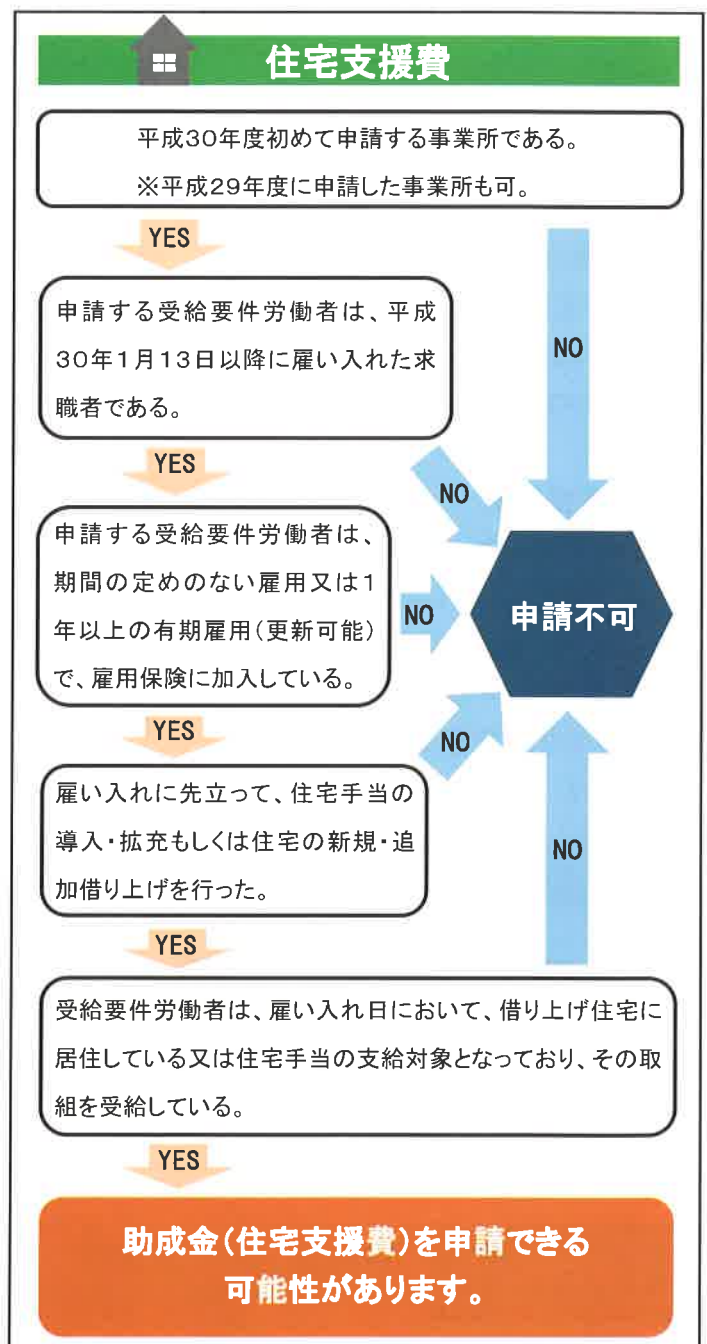 住宅支援費
平成30年度初めて申請する事業所である。
※平成29年度に申請した事業所も可。
YES
NO
申請する受給要件労働者は、平成
30年1月13日以降に雇い入れた求
職者である。
YES
NO
申請する受給要件労働者は、
期間の定めのない雇用又は1
年以上の有期雇用(更新可能)
で、雇用保険に加入している。
NO
申請不可
YES
NO
雇い入れに先立って、住宅手当の
導入・拡充もしくは住宅の新規・追
加借り上げを行った。
NO
YES
受給要件労働者は、雇い入れ日において、借り上げ住宅に
居住している又は住宅手当の支給対象となっており、その取
組を受給している。
YES
助成金(住宅支援費)を申請できる
可能性があります。